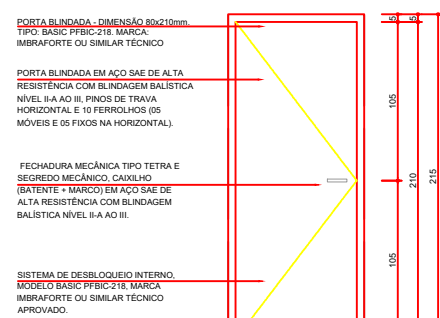 PORTA BLINDADA - DIMENSÃO 80x210mm.
TIPO: BASIC PFBIC-218. MARCA:
IMBRAFORTE OU SIMILAR TÉCNICO
PORTA BLINDADA EM AÇO SAE DE ALTA
RESISTÊNCIA COM BLINDAGEM BALÍSTICA
NÍVEL II-A AO III, PINOS DE TRAVA
HORIZONTAL E 10 FERROLHOS (05
MÓVEIS E 05 FIXOS NA HORIZONTAL).
FECHADURA MECÂNICA TIPO TETRA E
SEGREDO MECÂNICO, CAIXILHO
(BATENTE + MARCO) EM AÇO SAE DE
ALTA RESISTÊNCIA COM BLINDAGEM
BALÍSTICA NÍVEL II-A AO III.
SISTEMA DE DESBLOQUEIO INTERNO,
MODELO BASIC PFBIC-218, MARCA
IMBRAFORTE OU SIMILAR TÉCNICO
APROVADO.
5
5
105
210
215
105